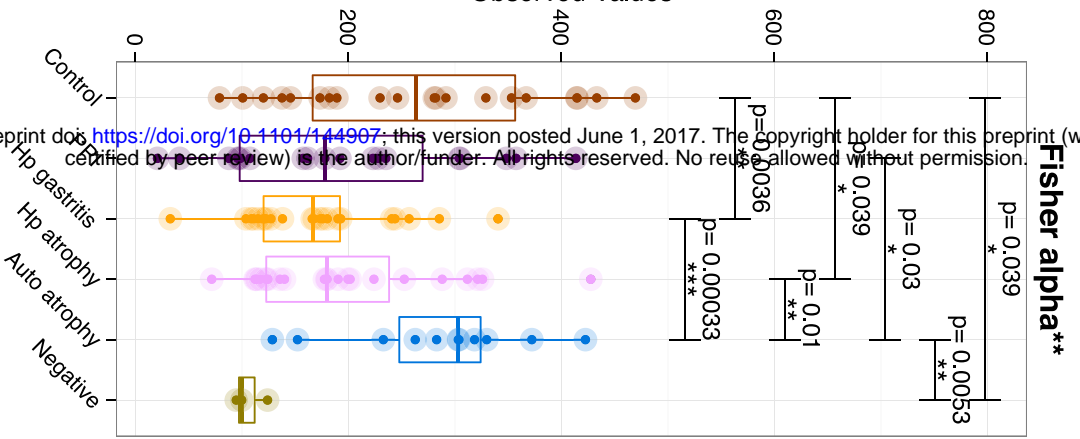 Observed Values
0 200 400 600 800
Control
Hp gastritis
Hp atrophy
Auto atrophy
Negative
eprint doi: https://doi.org/10.1101/144907; this version posted June 1, 2017. The copyright holder for this preprint (w
certified by peer review) is the author/funder. All rights reserved. No reuse allowed without permission.
Fisher alpha**
p= 0.0036
**
p= 0.039
*
p= 0.03
*
p= 0.039
*
p= 0.00033
***
p= 0.01
**
p= 0.0053
**